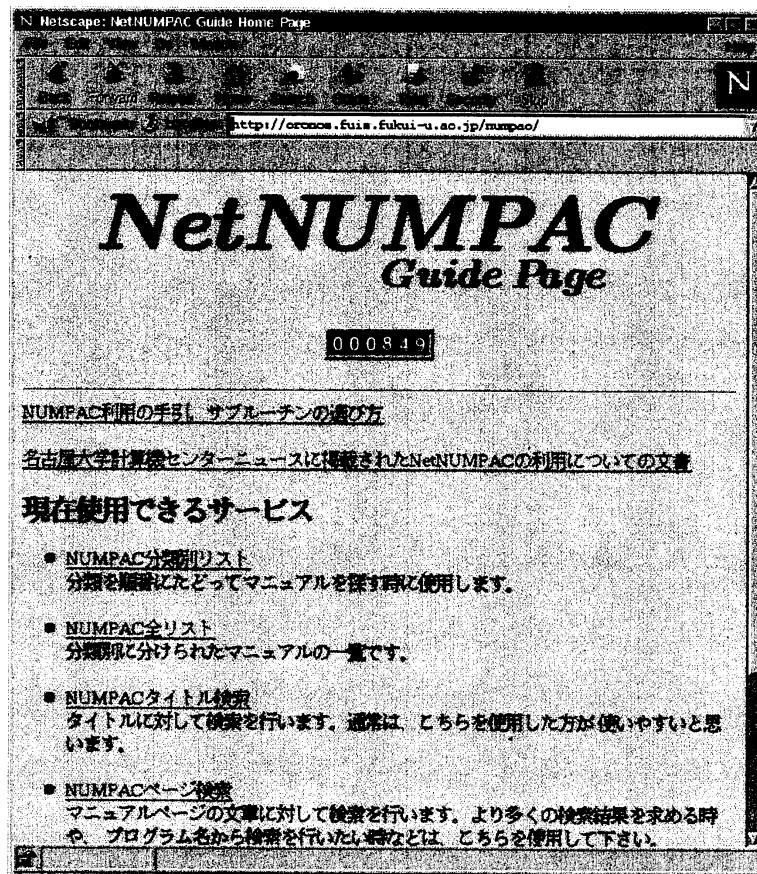 N Netscape: NetNUMPAC Guide Home Page
http://oronos.fuis.fukui-u.ac.jp/numpac/
N
NetNUMPAC
Guide Page
000849
NUMPAC利用の手引、サブルーチンの選び方
名古屋大学計算機センターニュースに掲載されたNetNUMPACの利用についての文書
現在使用できるサービス
NUMPAC分類別リスト
分類を順番にたどってマニュアルを探す時に使用します。
NUMPAC全リスト
分類別に分けられたマニュアルの一覧です。
NUMPACタイトル検索
タイトルに対して検索を行います。通常は、こちらを使用した方が使いやすいと思
います。
NUMPACページ検索
マニュアルページの文章に対して検索を行います。より多くの検索結果を求める時
や、プログラム名から検索を行いたい時などは、こちらを使用して下さい。